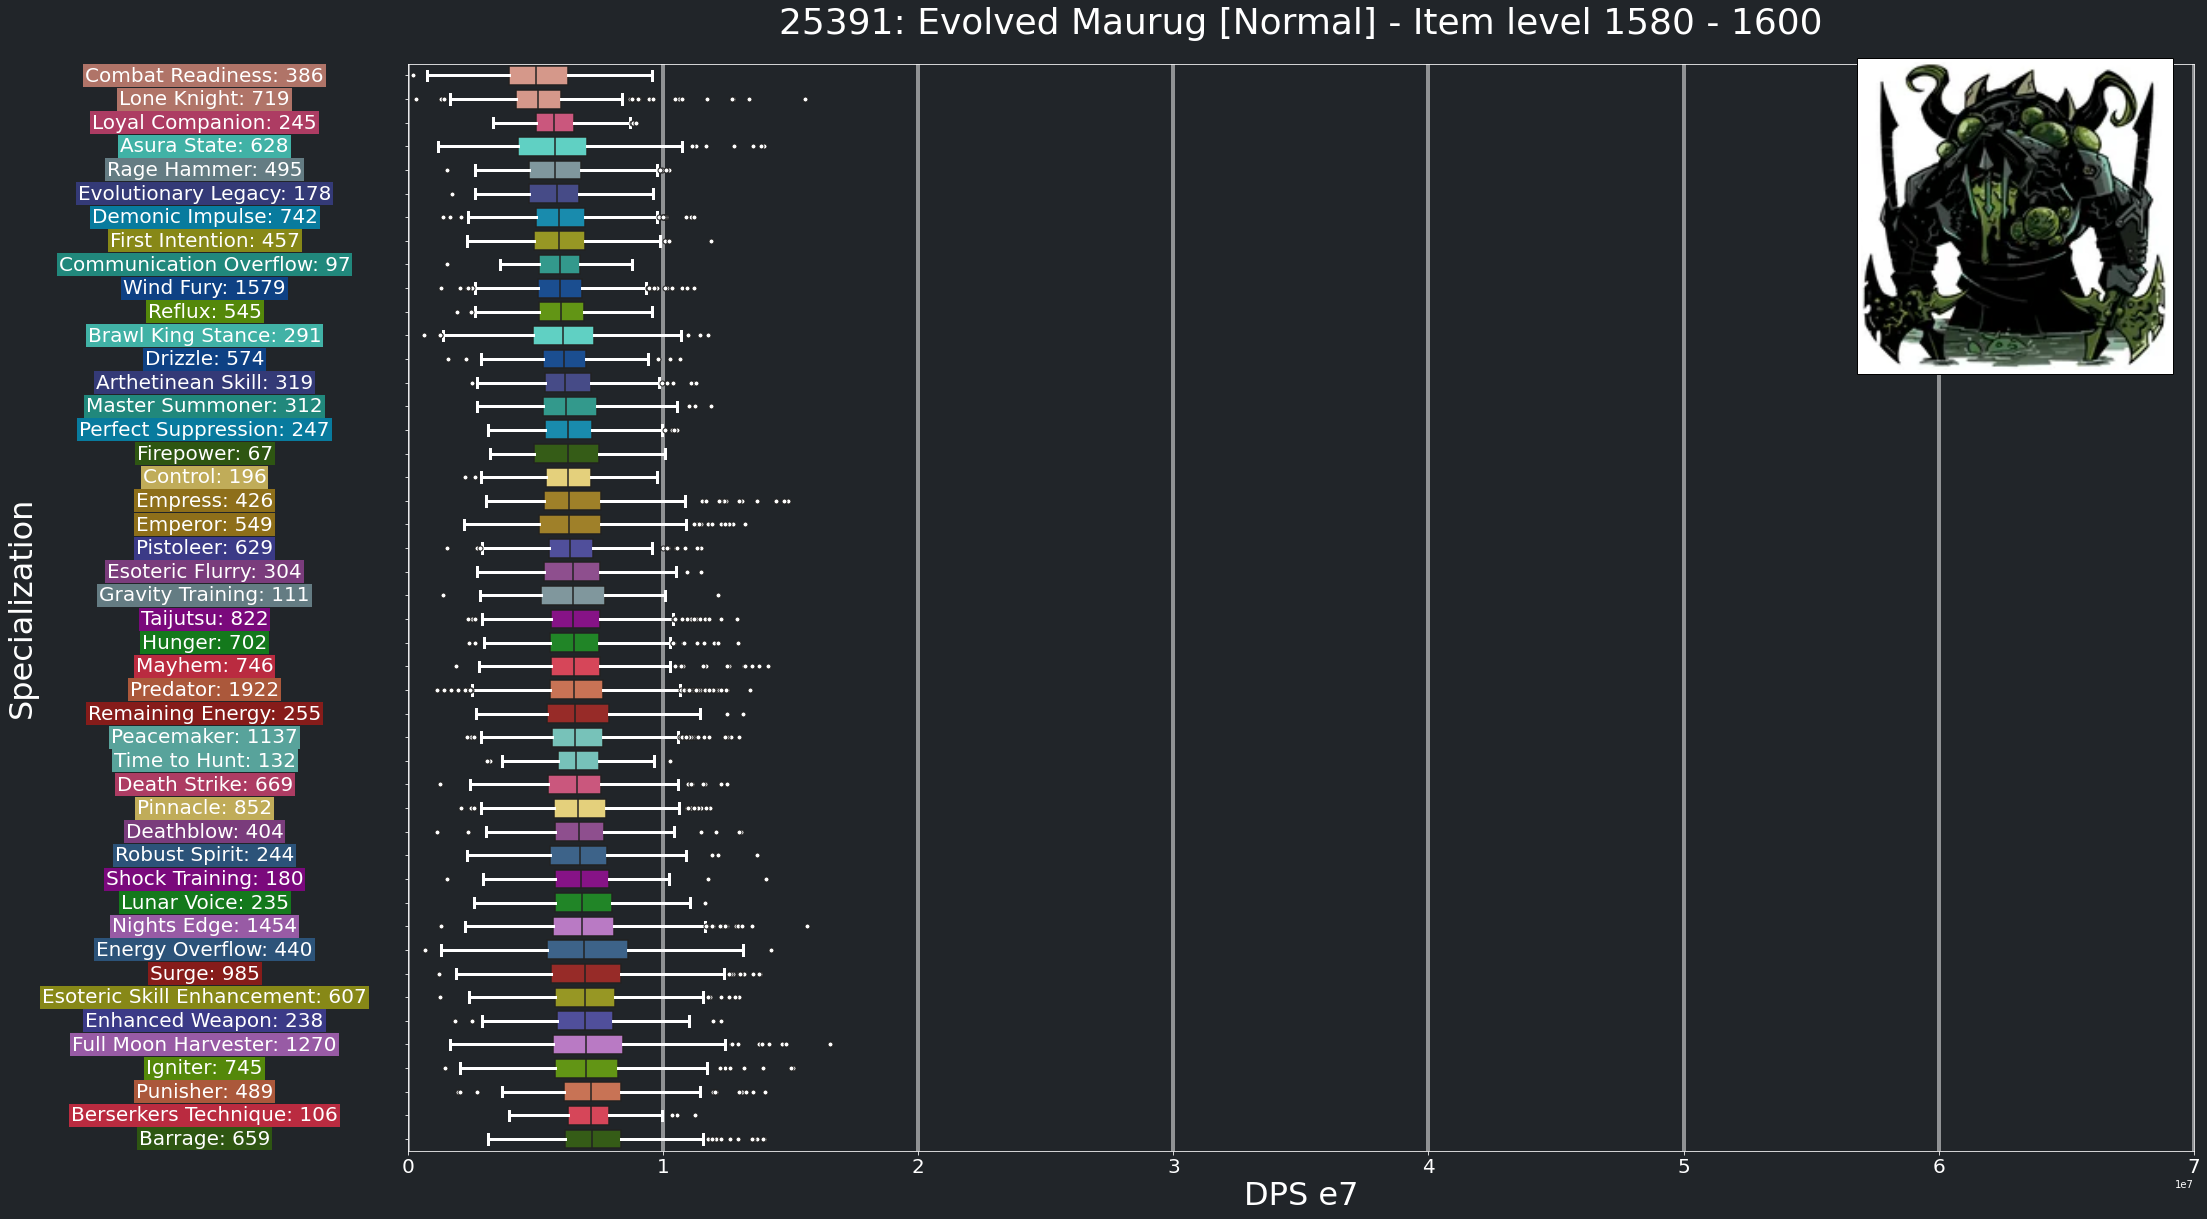 25391: Evolved Maurug [Normal] - Item level 1580 - 1600
Specialization
Combat Readiness: 386
Lone Knight: 719
Loyal Companion: 245
Asura State: 628
Rage Hammer: 495
Evolutionary Legacy: 178
Demonic Impulse: 742
First Intention: 457
Communication Overflow: 97
Wind Fury: 1579
Reflux: 545
Brawl King Stance: 291
Drizzle: 574
Arthetinean Skill: 319
Master Summoner: 312
Perfect Suppression: 247
Firepower: 67
Control: 196
Empress: 426
Emperor: 549
Pistoleer: 629
Esoteric Flurry: 304
Gravity Training: 111
Taijutsu: 822
Hunger: 702
Mayhem: 746
Predator: 1922
Remaining Energy: 255
Peacemaker: 1137
Time to Hunt: 132
Death Strike: 669
Pinnacle: 852
Deathblow: 404
Robust Spirit: 244
Shock Training: 180
Lunar Voice: 235
Nights Edge: 1454
Energy Overflow: 440
Surge: 985
Esoteric Skill Enhancement: 607
Enhanced Weapon: 238
Full Moon Harvester: 1270
Igniter: 745
Punisher: 489
Berserkers Technique: 106
Barrage: 659
0 1 2 3 4 5 6 7
1e7
DPS e7